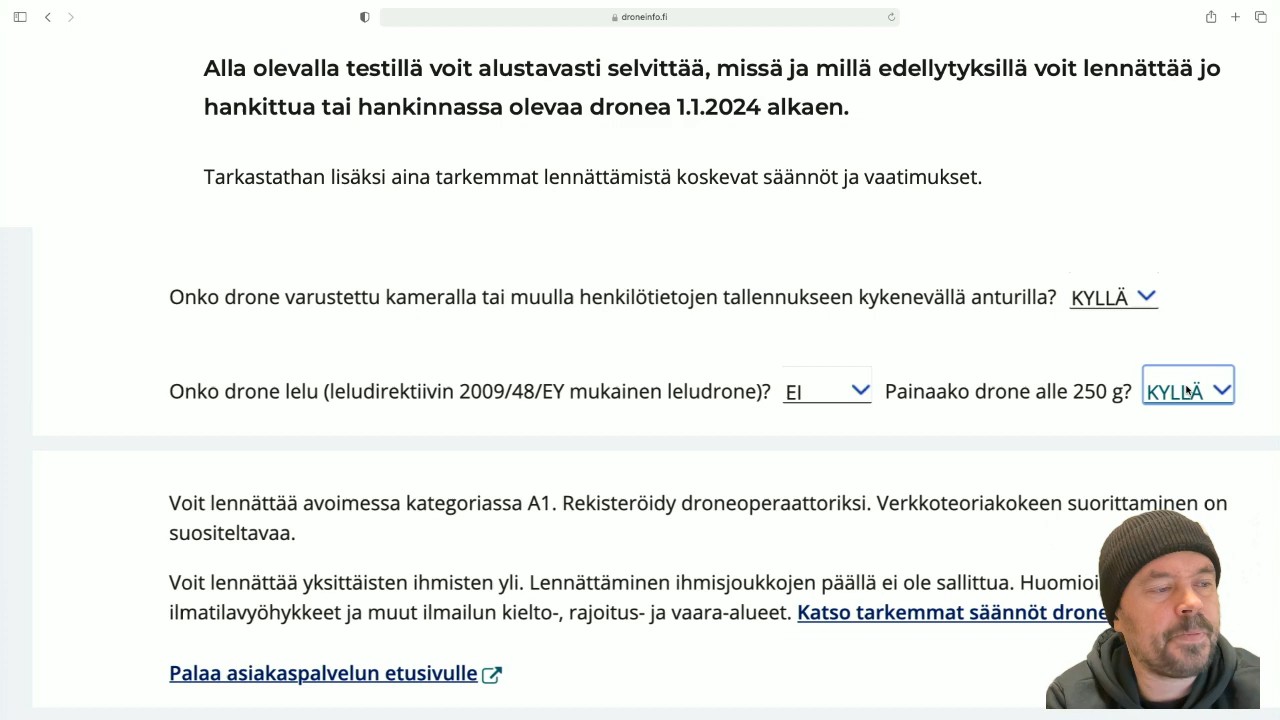 droneinfo.fi
Alla olevalla testillä voit alustavasti selvittää, missä ja millä edellytyksillä voit lennättää jo
hankittua tai hankinnassa olevaa dronea 1.1.2024 alkaen.
Tarkastathan lisäksi aina tarkemmat lennättämistä koskevat säännöt ja vaatimukset.
Onko drone varustettu kameralla tai muulla henkilötietojen tallennukseen kykenevällä anturilla? KYLLÄ
Onko drone lelu (leludirektiivin 2009/48/EY mukainen leludrone)? EI Painaako drone alle 250 g? KYLLÄ
Voit lennättää avoimessa kategoriassa A1. Rekisteröidy droneoperaattoriksi. Verkkoteoriakokeen suorittaminen on
suositeltavaa.
Voit lennättää yksittäisten ihmisten yli. Lennättäminen ihmisjoukkojen päällä ei ole sallittua.
ilmatilavyöhykkeet ja muut ilmailun kielto-, rajoitus- ja vaara-alueet. Katso tarkemmat säännöt
Palaa asiakaspalvelun etusivulle